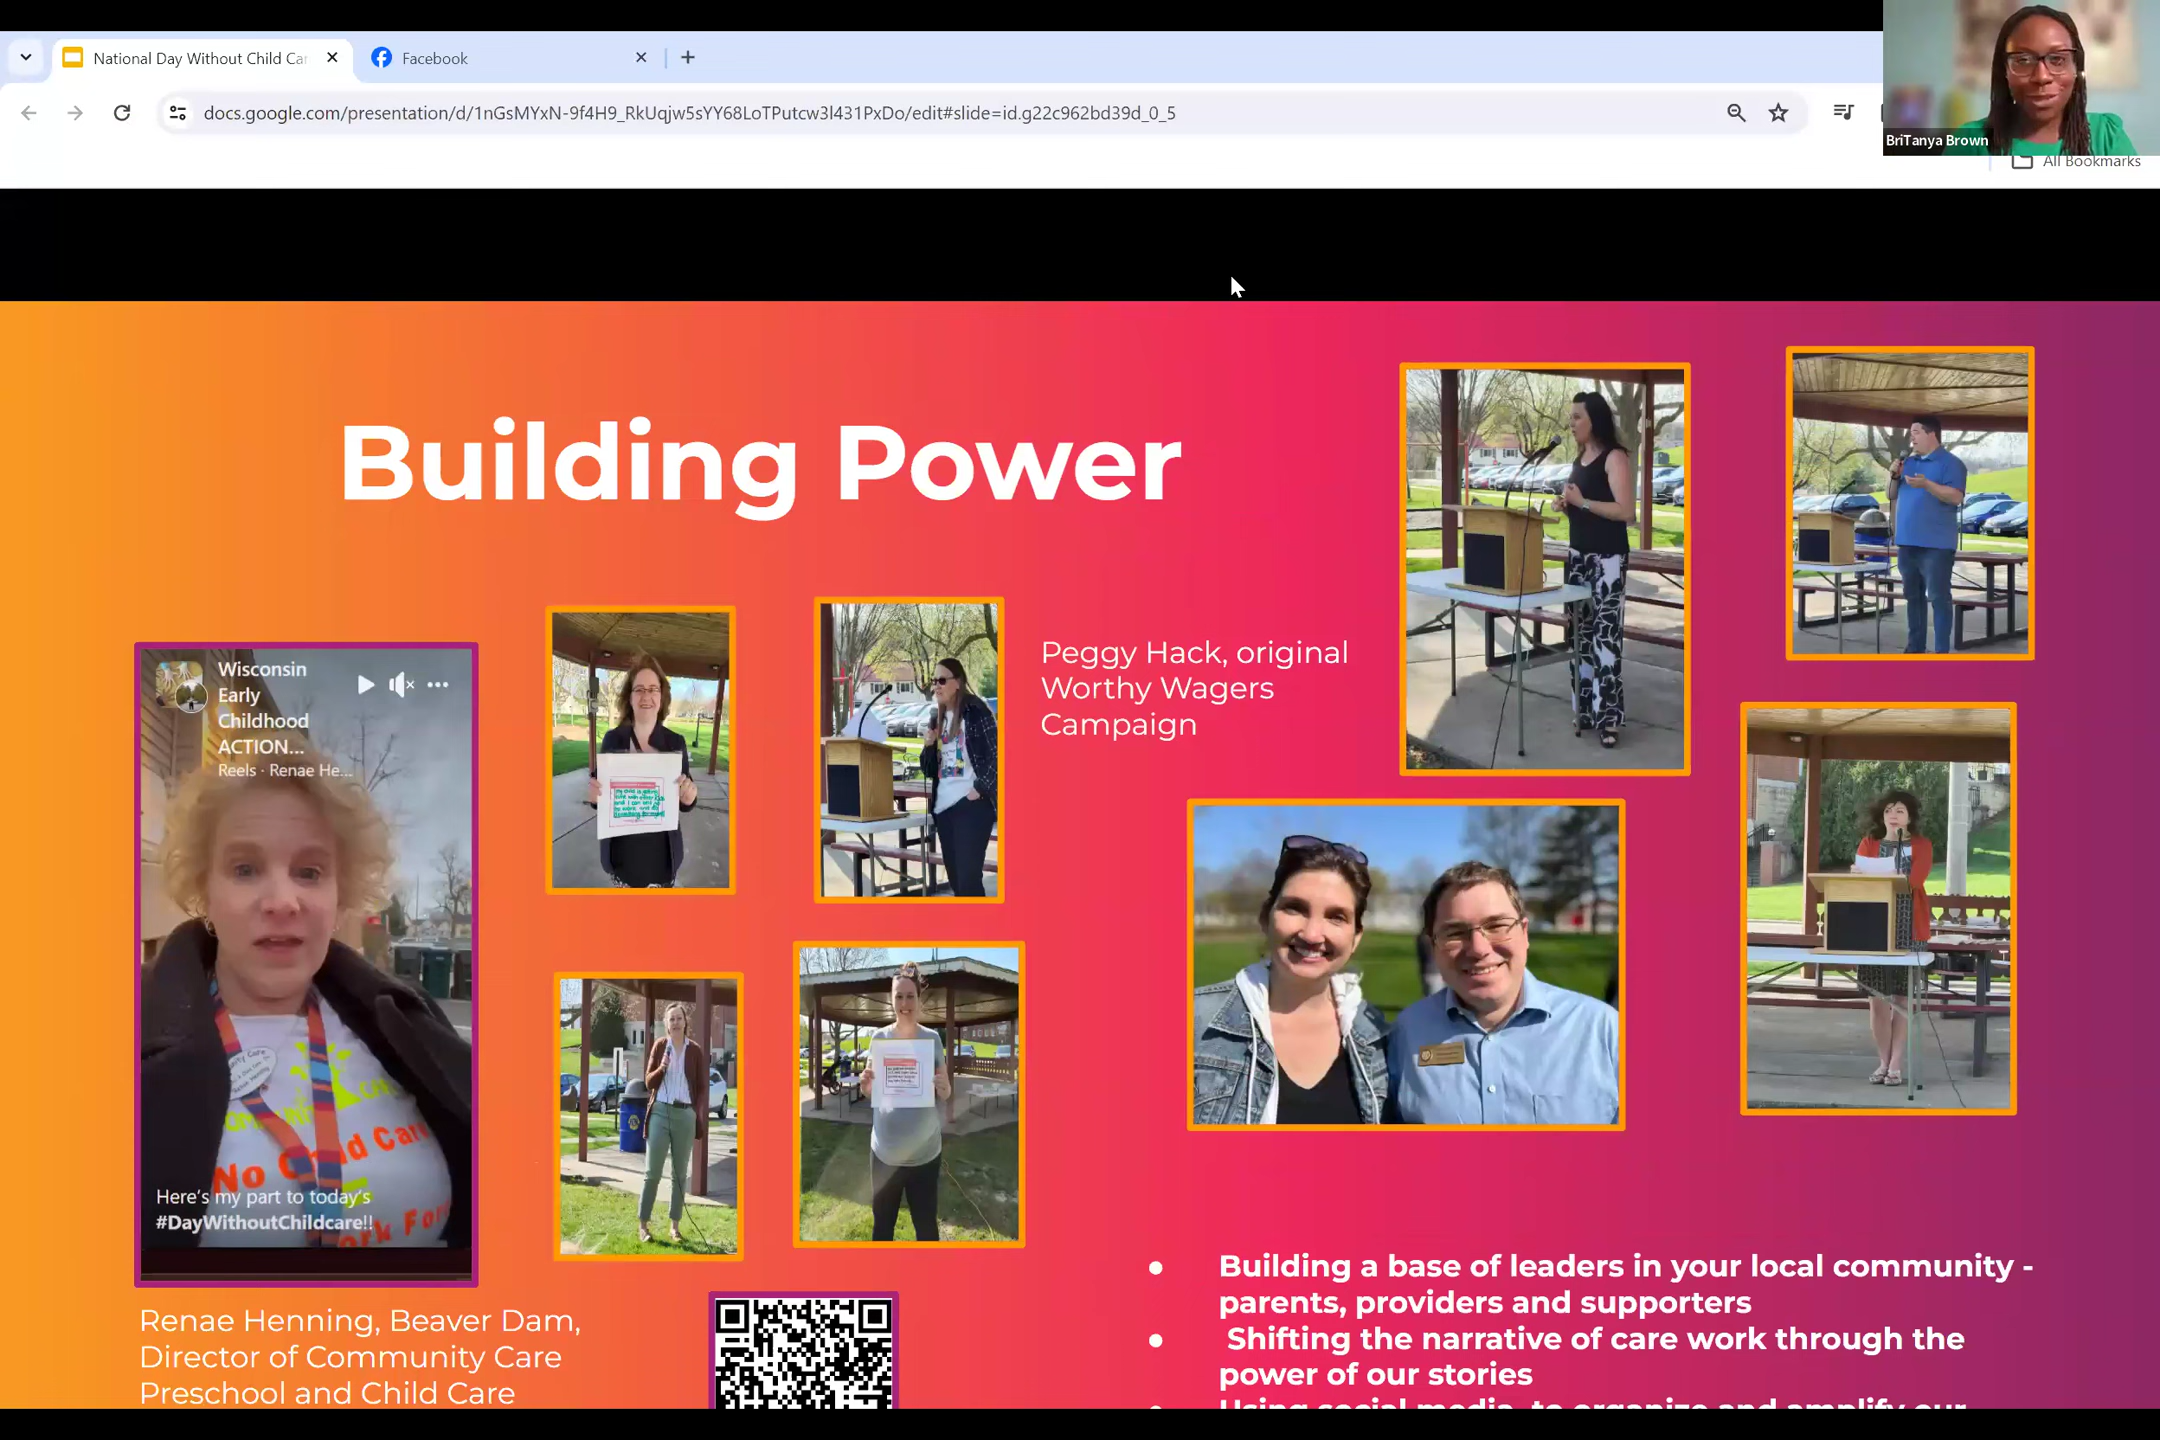 National Day Without Child Car
Facebook
docs.google.com/presentation/d/1nGsMYxN-9f4H9_RkUqjw5sYY68LoTPutcw3l431PxDo/edit#slide=id.g22c962bd39d_0_5
BriTanya Brown
All Bookmarks
Building Power
Peggy Hack, original
Worthy Wagers
Campaign
Wisconsin
Early
Childhood
ACTION...
Reels · Renae He...
No Child Care
Here's my part to today's
#DayWithoutChildcare!!
Renae Henning, Beaver Dam,
Director of Community Care
Preschool and Child Care
● Building a base of leaders in your local community -
parents, providers and supporters
● Shifting the narrative of care work through the
power of our stories
Using social media to organize and amplify our